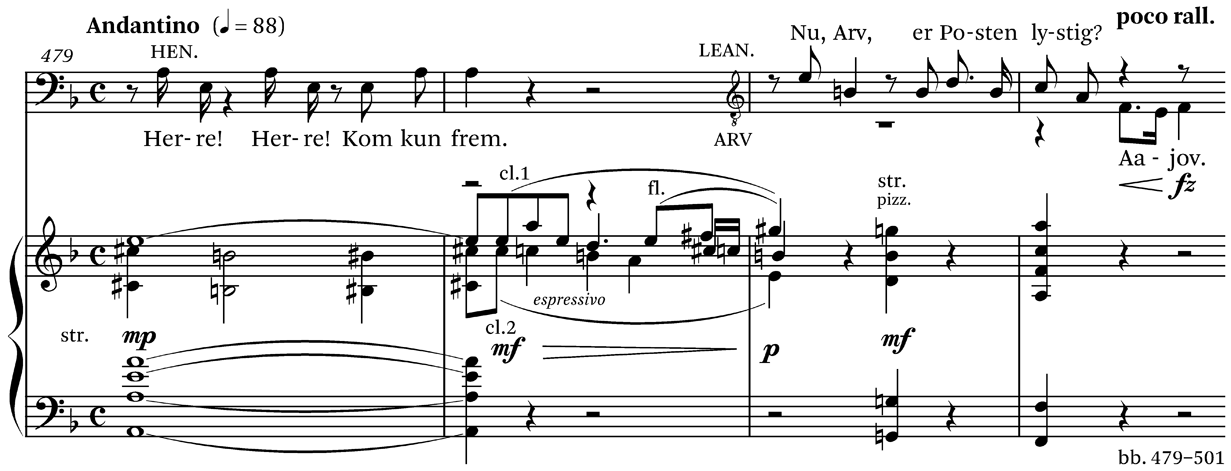 poco rall.
Andantino (♩ = 88)
Nu, Arv, er Po-sten ly-stig?
479
HEN.
LEAN.
Her- re! Her- re! Kom kun frem.
ARV
Aa - jov.
fz
cl.1
fl.
str.
pizz.
espressivo
str.
mp
cl.2
mf
p
mf
bb. 479–501